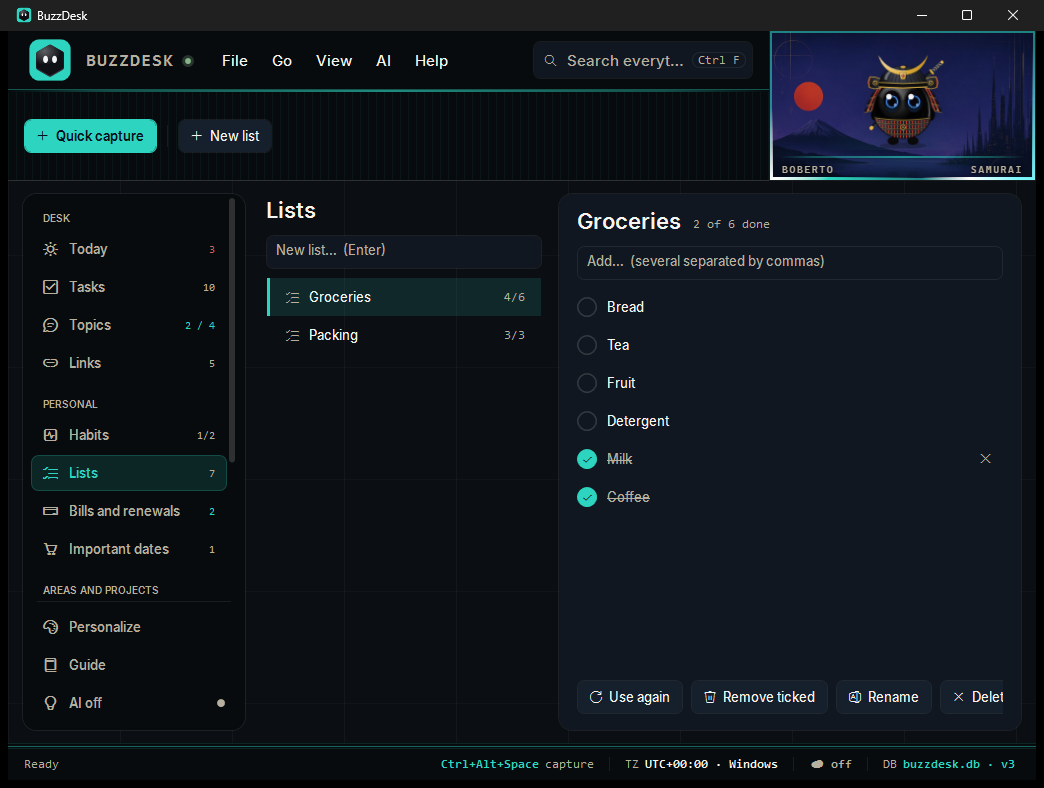 BuzzDesk
BUZZDESK File Go View AI Help Search everyt... Ctrl F
Quick capture New list
BOBERTO SAMURAI
DESK
Today 3
Tasks 10
Topics 2 / 4
Links 5
PERSONAL
Habits 1/2
Lists 7
Bills and renewals 2
Important dates 1
AREAS AND PROJECTS
Personalize
Guide
AI off
Lists
New list... (Enter)
Groceries 4/6
Packing 3/3
Groceries 2 of 6 done
Add... (several separated by commas)
Bread
Tea
Fruit
Detergent
Milk
Coffee
Use again Remove ticked Rename Delet
Ready Ctrl+Alt+Space capture TZ UTC+00:00 · Windows off DB buzzdesk.db · v3